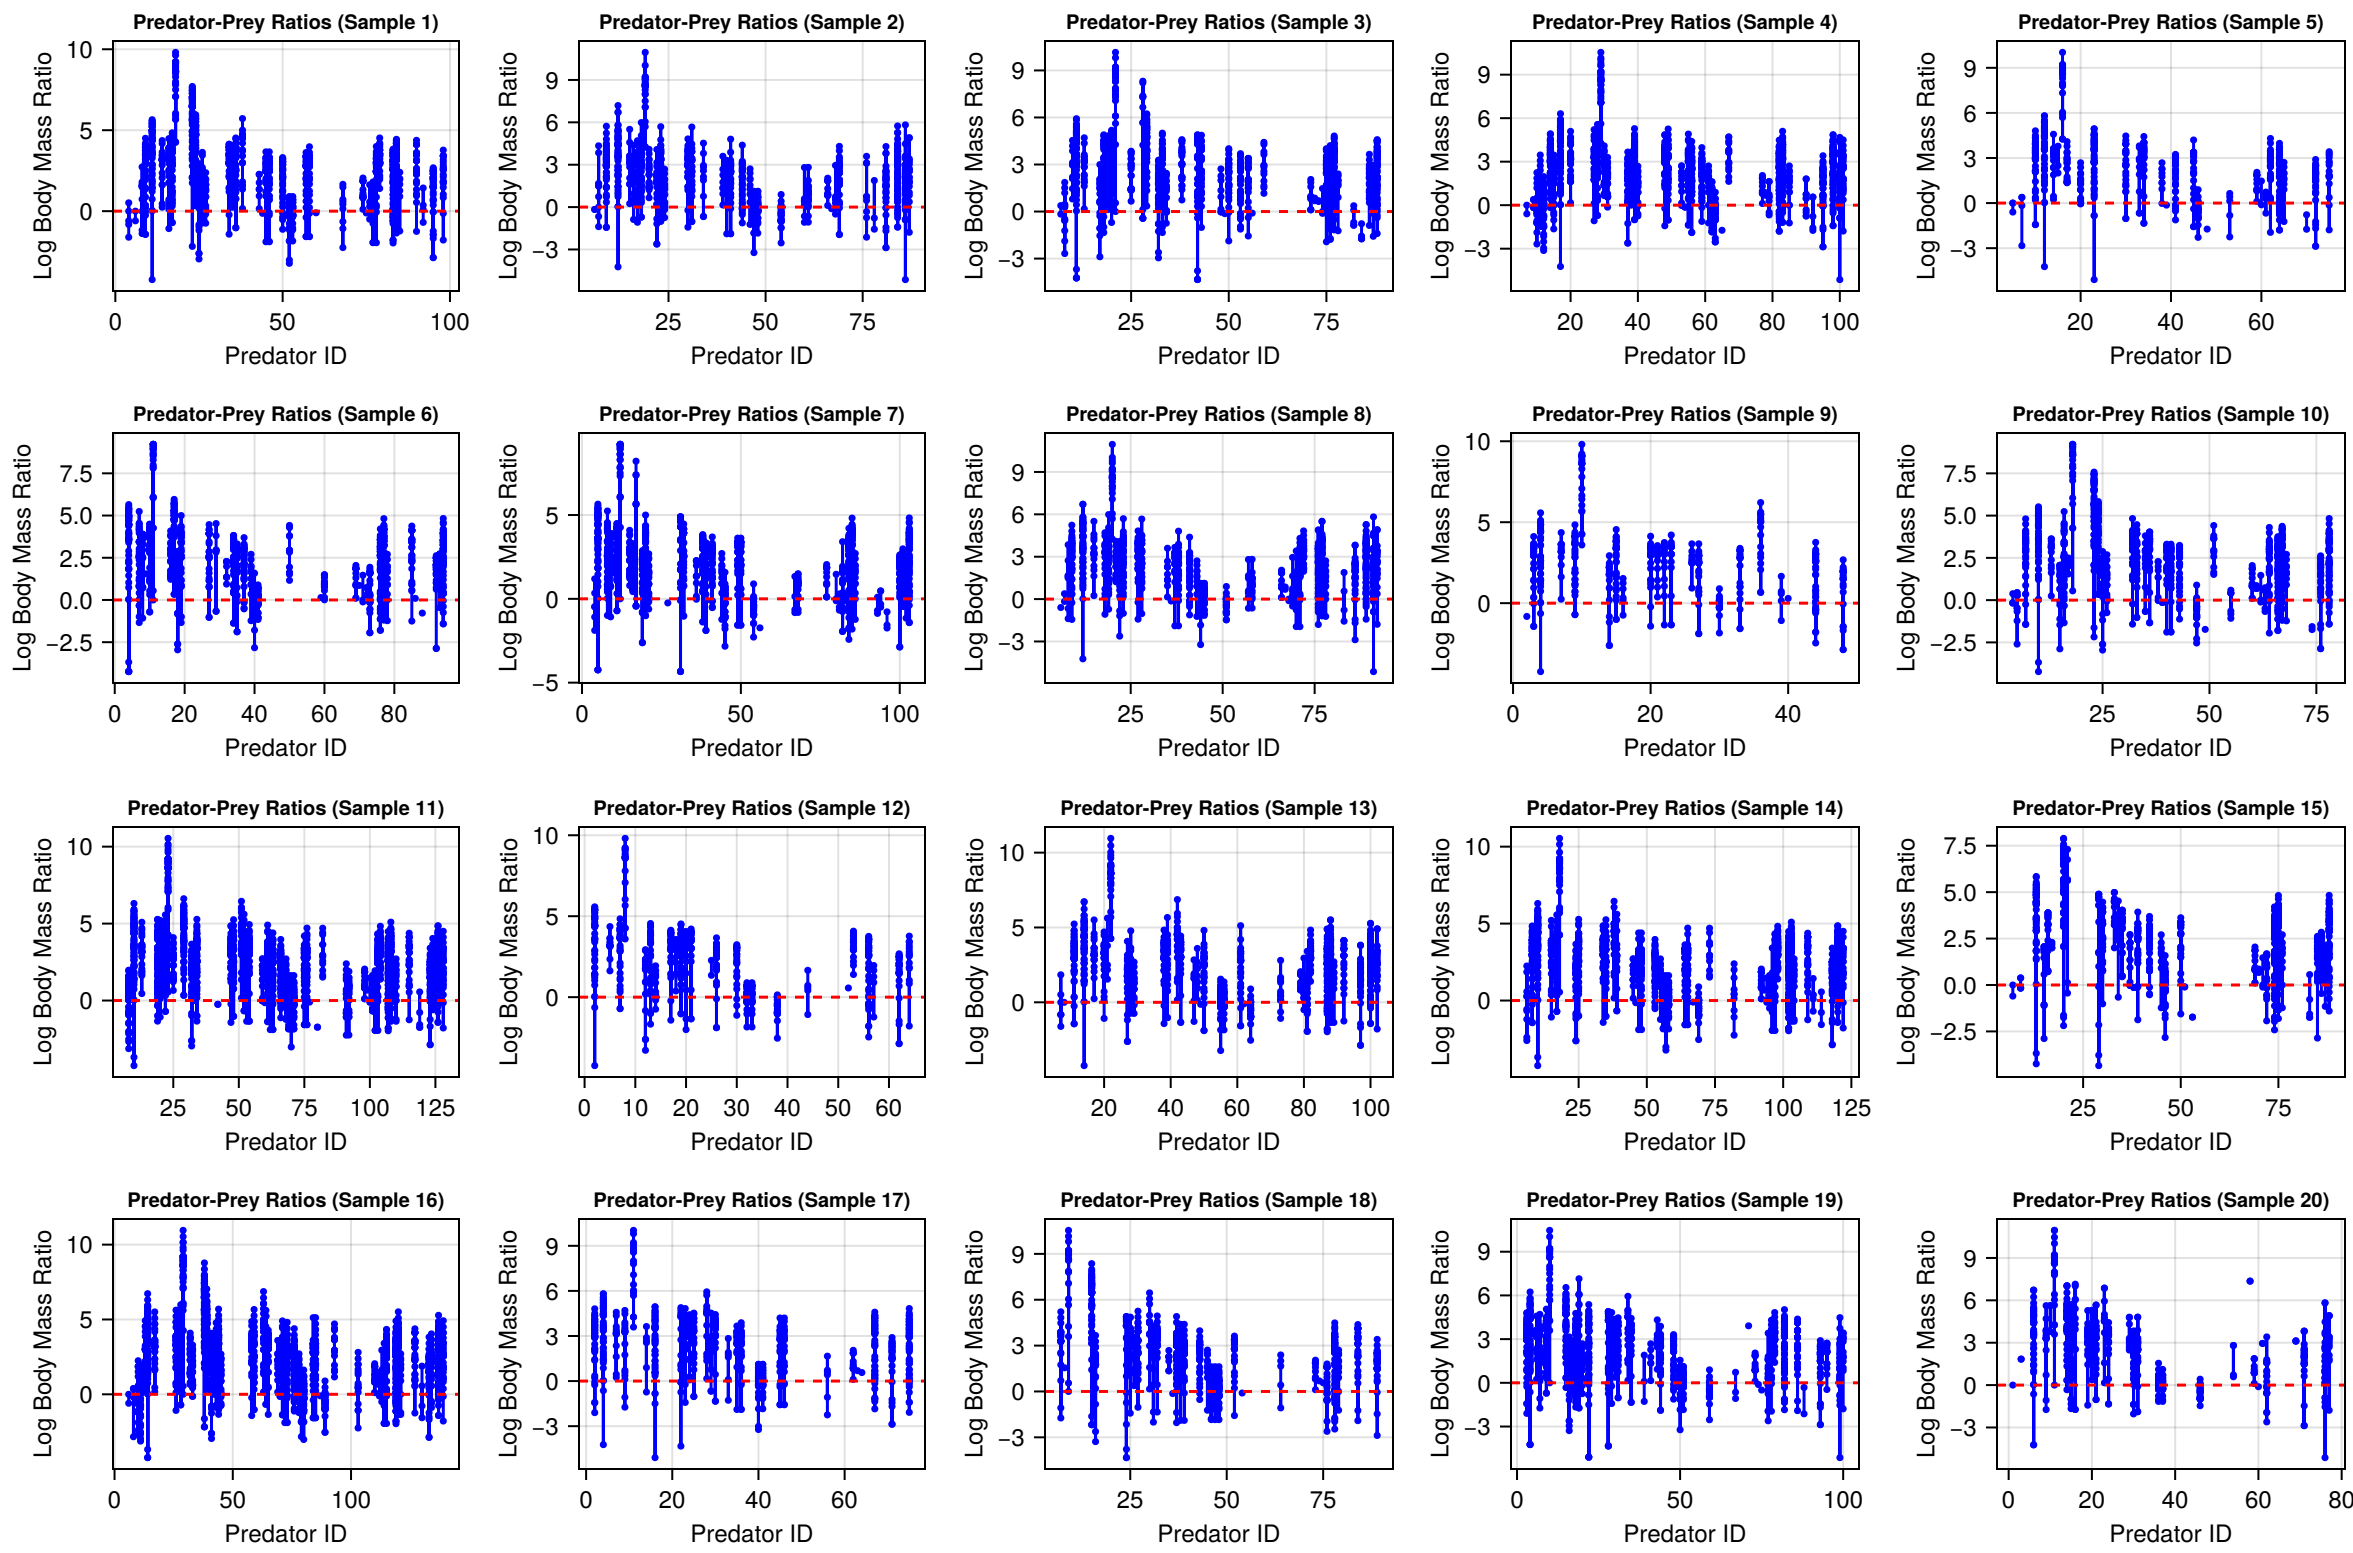 Predator-Prey Ratios (Sample 1)
Log Body Mass Ratio
10
5
0
0 50 100
Predator ID
Predator-Prey Ratios (Sample 2)
Log Body Mass Ratio
9
6
3
0
−3
25 50 75
Predator ID
Predator-Prey Ratios (Sample 3)
Log Body Mass Ratio
9
6
3
0
−3
25 50 75
Predator ID
Predator-Prey Ratios (Sample 4)
Log Body Mass Ratio
9
6
3
0
−3
20 40 60 80 100
Predator ID
Predator-Prey Ratios (Sample 5)
Log Body Mass Ratio
9
6
3
0
−3
20 40 60
Predator ID
Predator-Prey Ratios (Sample 6)
Log Body Mass Ratio
7.5
5.0
2.5
0.0
−2.5
0 20 40 60 80
Predator ID
Predator-Prey Ratios (Sample 7)
Log Body Mass Ratio
5
0
−5
0 50 100
Predator ID
Predator-Prey Ratios (Sample 8)
Log Body Mass Ratio
9
6
3
0
−3
25 50 75
Predator ID
Predator-Prey Ratios (Sample 9)
Log Body Mass Ratio
10
5
0
0 20 40
Predator ID
Predator-Prey Ratios (Sample 10)
Log Body Mass Ratio
7.5
5.0
2.5
0.0
−2.5
25 50 75
Predator ID
Predator-Prey Ratios (Sample 11)
Log Body Mass Ratio
10
5
0
25 50 75 100 125
Predator ID
Predator-Prey Ratios (Sample 12)
Log Body Mass Ratio
10
5
0
0 10 20 30 40 50 60
Predator ID
Predator-Prey Ratios (Sample 13)
Log Body Mass Ratio
10
5
0
20 40 60 80 100
Predator ID
Predator-Prey Ratios (Sample 14)
Log Body Mass Ratio
10
5
0
25 50 75 100 125
Predator ID
Predator-Prey Ratios (Sample 15)
Log Body Mass Ratio
7.5
5.0
2.5
0.0
−2.5
25 50 75
Predator ID
Predator-Prey Ratios (Sample 16)
Log Body Mass Ratio
10
5
0
0 50 100
Predator ID
Predator-Prey Ratios (Sample 17)
Log Body Mass Ratio
9
6
3
0
−3
0 20 40 60
Predator ID
Predator-Prey Ratios (Sample 18)
Log Body Mass Ratio
9
6
3
0
−3
25 50 75
Predator ID
Predator-Prey Ratios (Sample 19)
Log Body Mass Ratio
9
6
3
0
−3
0 50 100
Predator ID
Predator-Prey Ratios (Sample 20)
Log Body Mass Ratio
9
6
3
0
−3
0 20 40 60 80
Predator ID